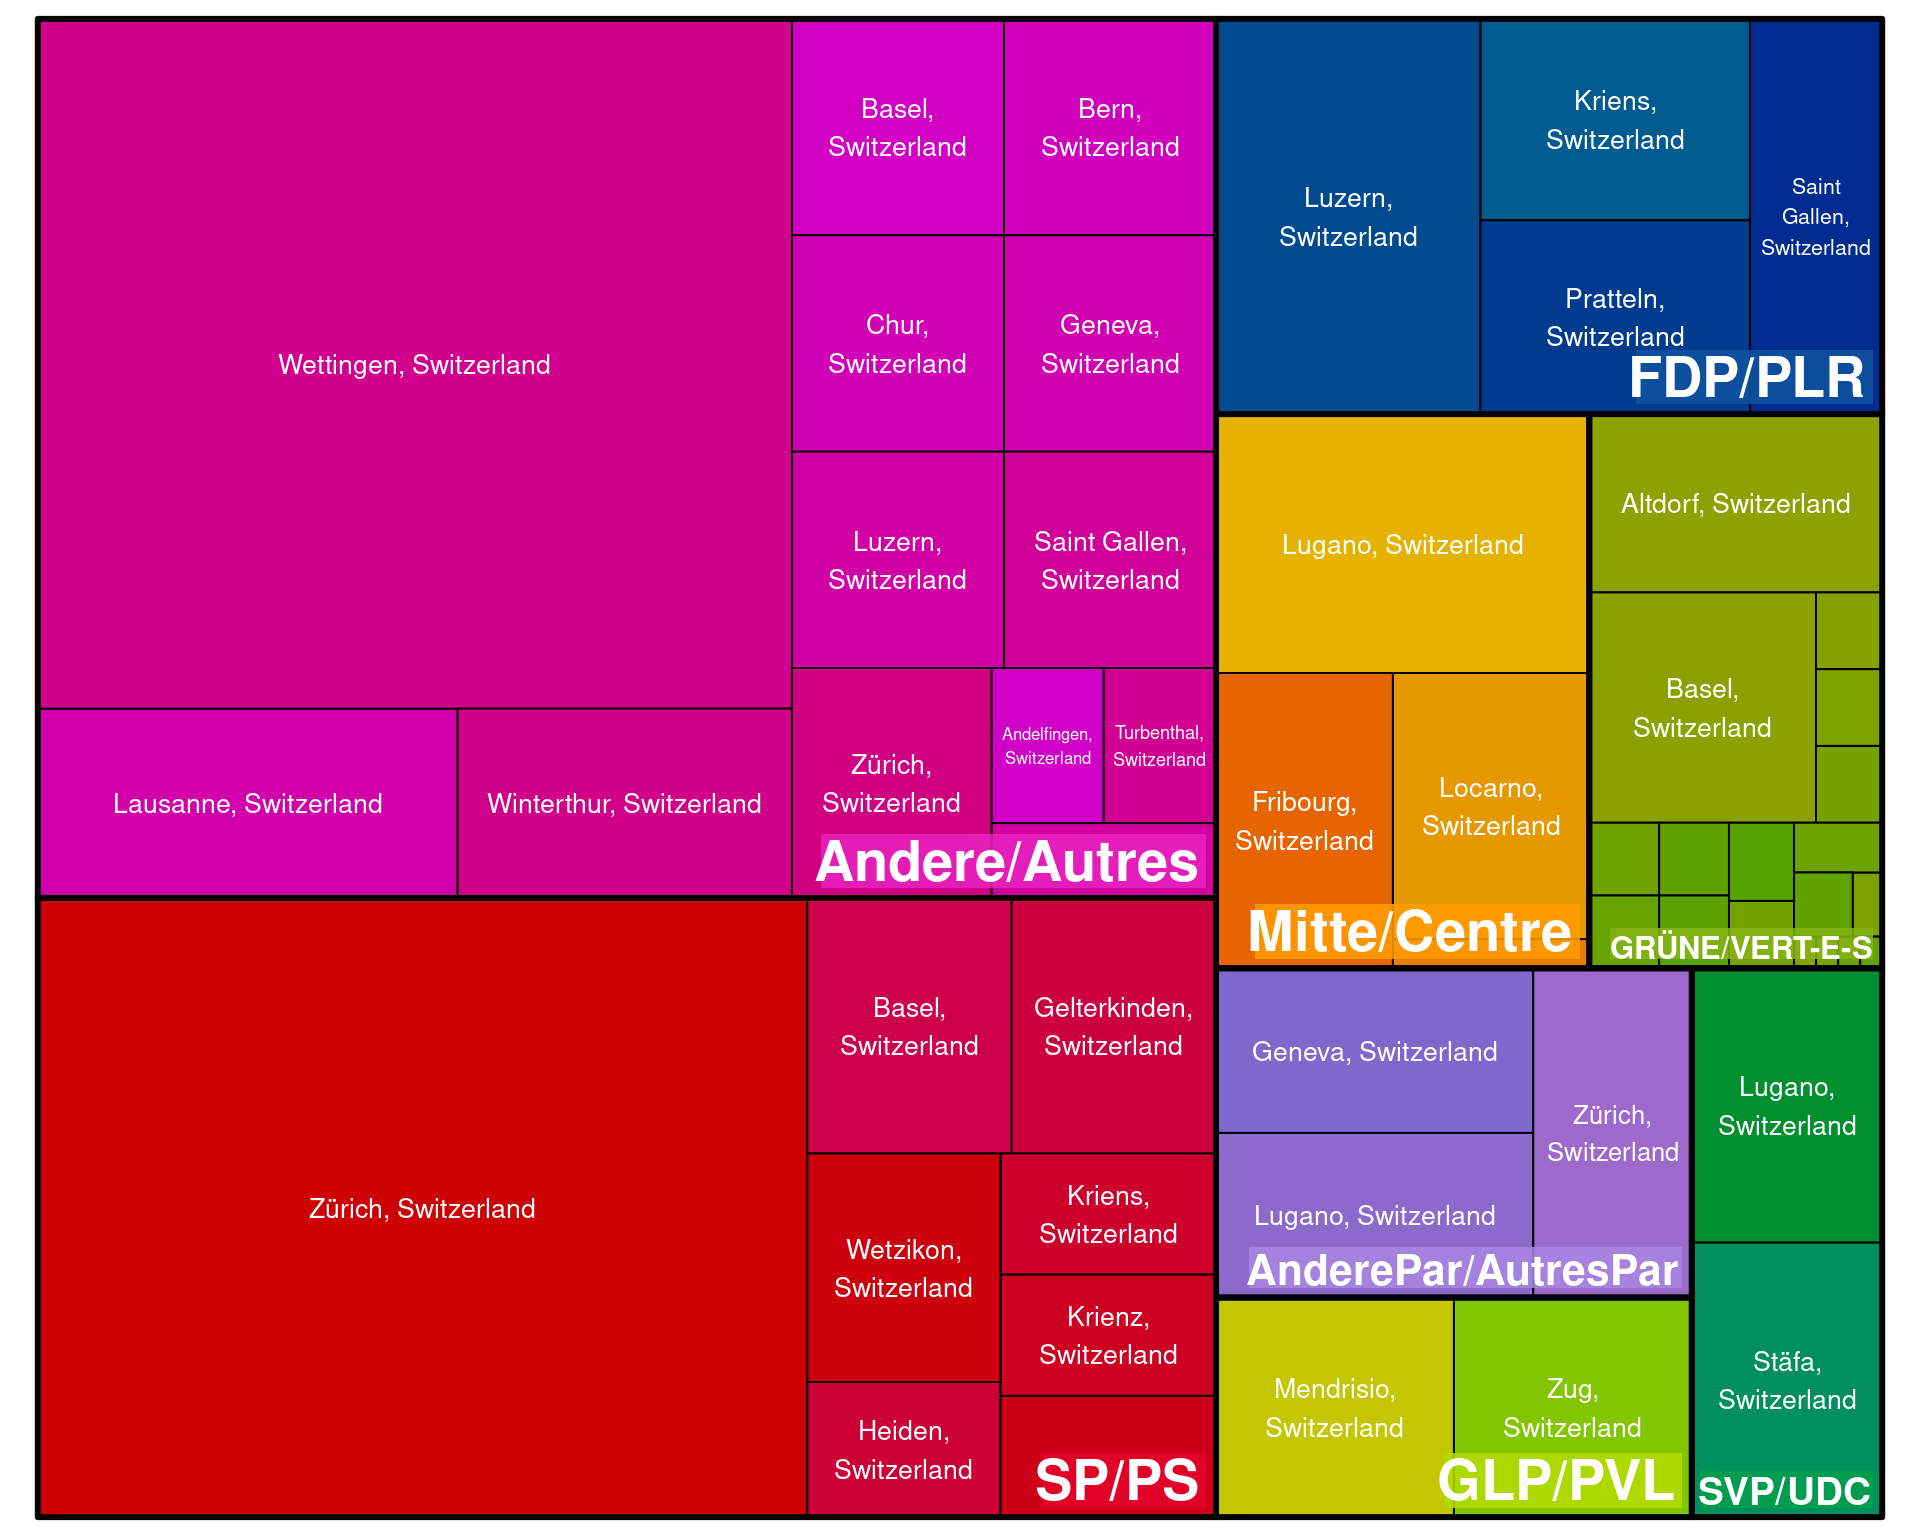 Wettingen, Switzerland
Lausanne, Switzerland
Winterthur, Switzerland
Basel,
Switzerland
Bern,
Switzerland
Chur,
Switzerland
Geneva,
Switzerland
Luzern,
Switzerland
Saint Gallen,
Switzerland
Zürich,
Switzerland
Andelfingen,
Switzerland
Turbenthal,
Switzerland
Andere/Autres
Luzern,
Switzerland
Kriens,
Switzerland
Pratteln,
Switzerland
Saint
Gallen,
Switzerland
FDP/PLR
Lugano, Switzerland
Fribourg,
Switzerland
Locarno,
Switzerland
Mitte/Centre
Altdorf, Switzerland
Basel,
Switzerland
GRÜNE/VERT-E-S
Zürich, Switzerland
Basel,
Switzerland
Gelterkinden,
Switzerland
Wetzikon,
Switzerland
Kriens,
Switzerland
Krienz,
Switzerland
Heiden,
Switzerland
SP/PS
Geneva, Switzerland
Lugano, Switzerland
Zürich,
Switzerland
AnderePar/AutresPar
Mendrisio,
Switzerland
Zug,
Switzerland
GLP/PVL
Lugano,
Switzerland
Stäfa,
Switzerland
SVP/UDC